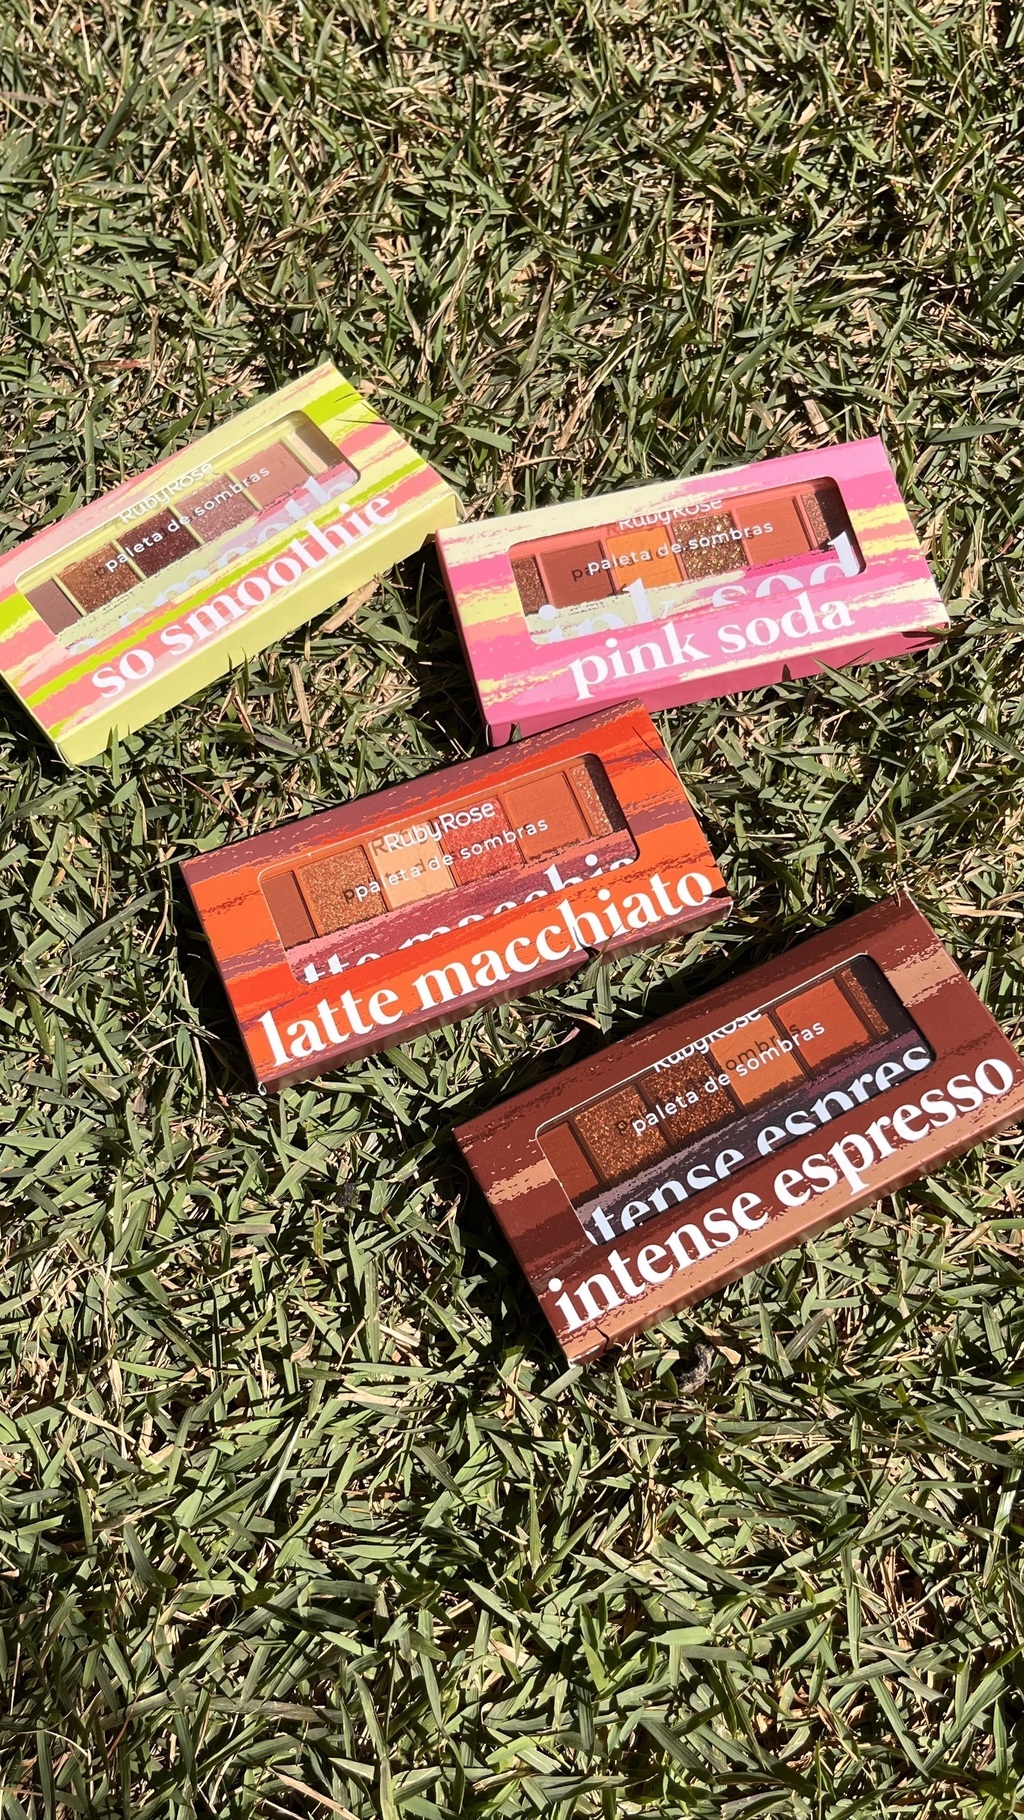 RubyRose
paleta de sombras
so smoothie
RubyRose
paleta de sombras
pink soda
RubyRose
paleta de sombras
latte macchiato
RubyRose
paleta de sombras
intense espresso